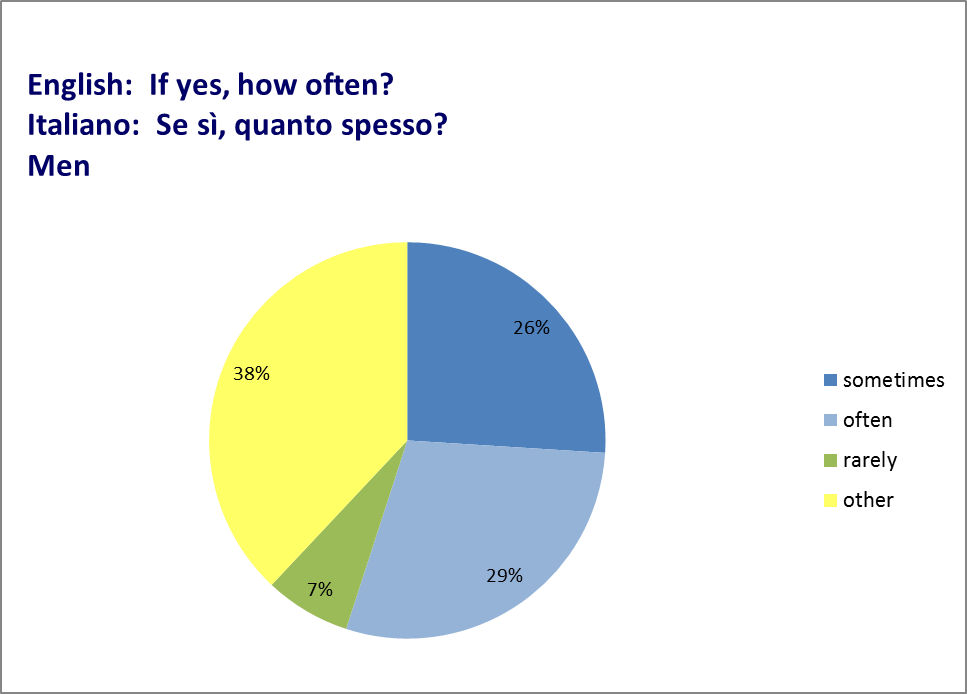 English:  If yes, how often?
Italiano:  Se sì, quanto spesso?
Men
26%
38%
sometimes
often
rarely
other
29%
7%